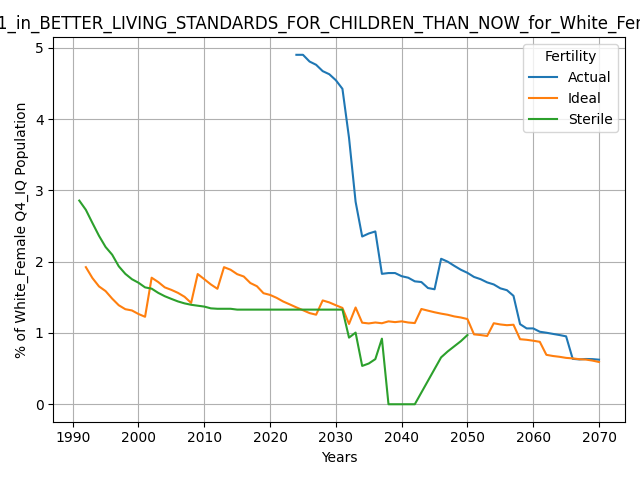 1_in_BETTER_LIVING_STANDARDS_FOR_CHILDREN_THAN_NOW_for_White_Fe
Fertility
Actual
Ideal
Sterile
% of White_Female Q4_IQ Population
5
4
3
2
1
0
1990 2000 2010 2020 2030 2040 2050 2060 2070
Years